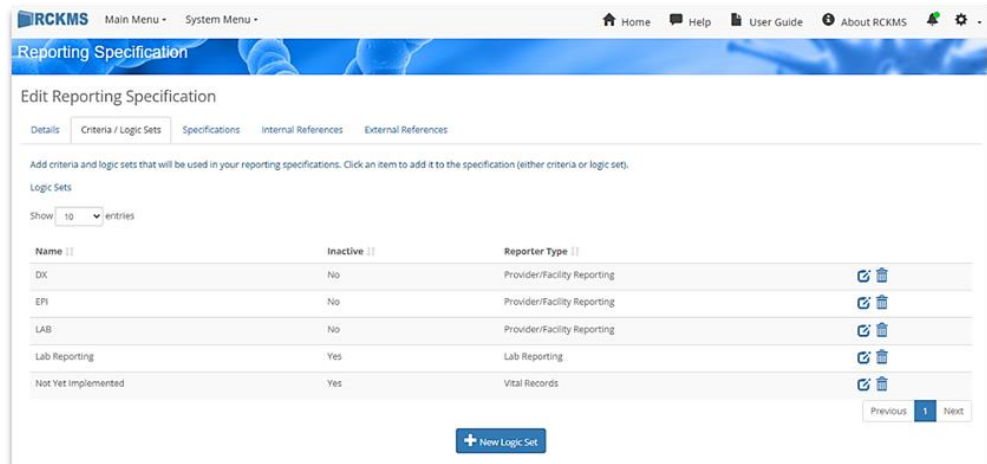 RCKMS Main Menu System Menu Home Help User Guide About RCKMS
Reporting Specification
Edit Reporting Specification
Details Criteria / Logic Sets Specifications Internal References External References
Add criteria and logic sets that will be used in your reporting specifications. Click an item to add it to the specification (either criteria or logic set).
Logic Sets
Show 10 entries
Name Inactive Reporter Type
DX No Provider/Facility Reporting
EPI No Provider/Facility Reporting
LAB No Provider/Facility Reporting
Lab Reporting Yes Lab Reporting
Not Yet Implemented Yes Vital Records
Previous 1 Next
New Logic Set